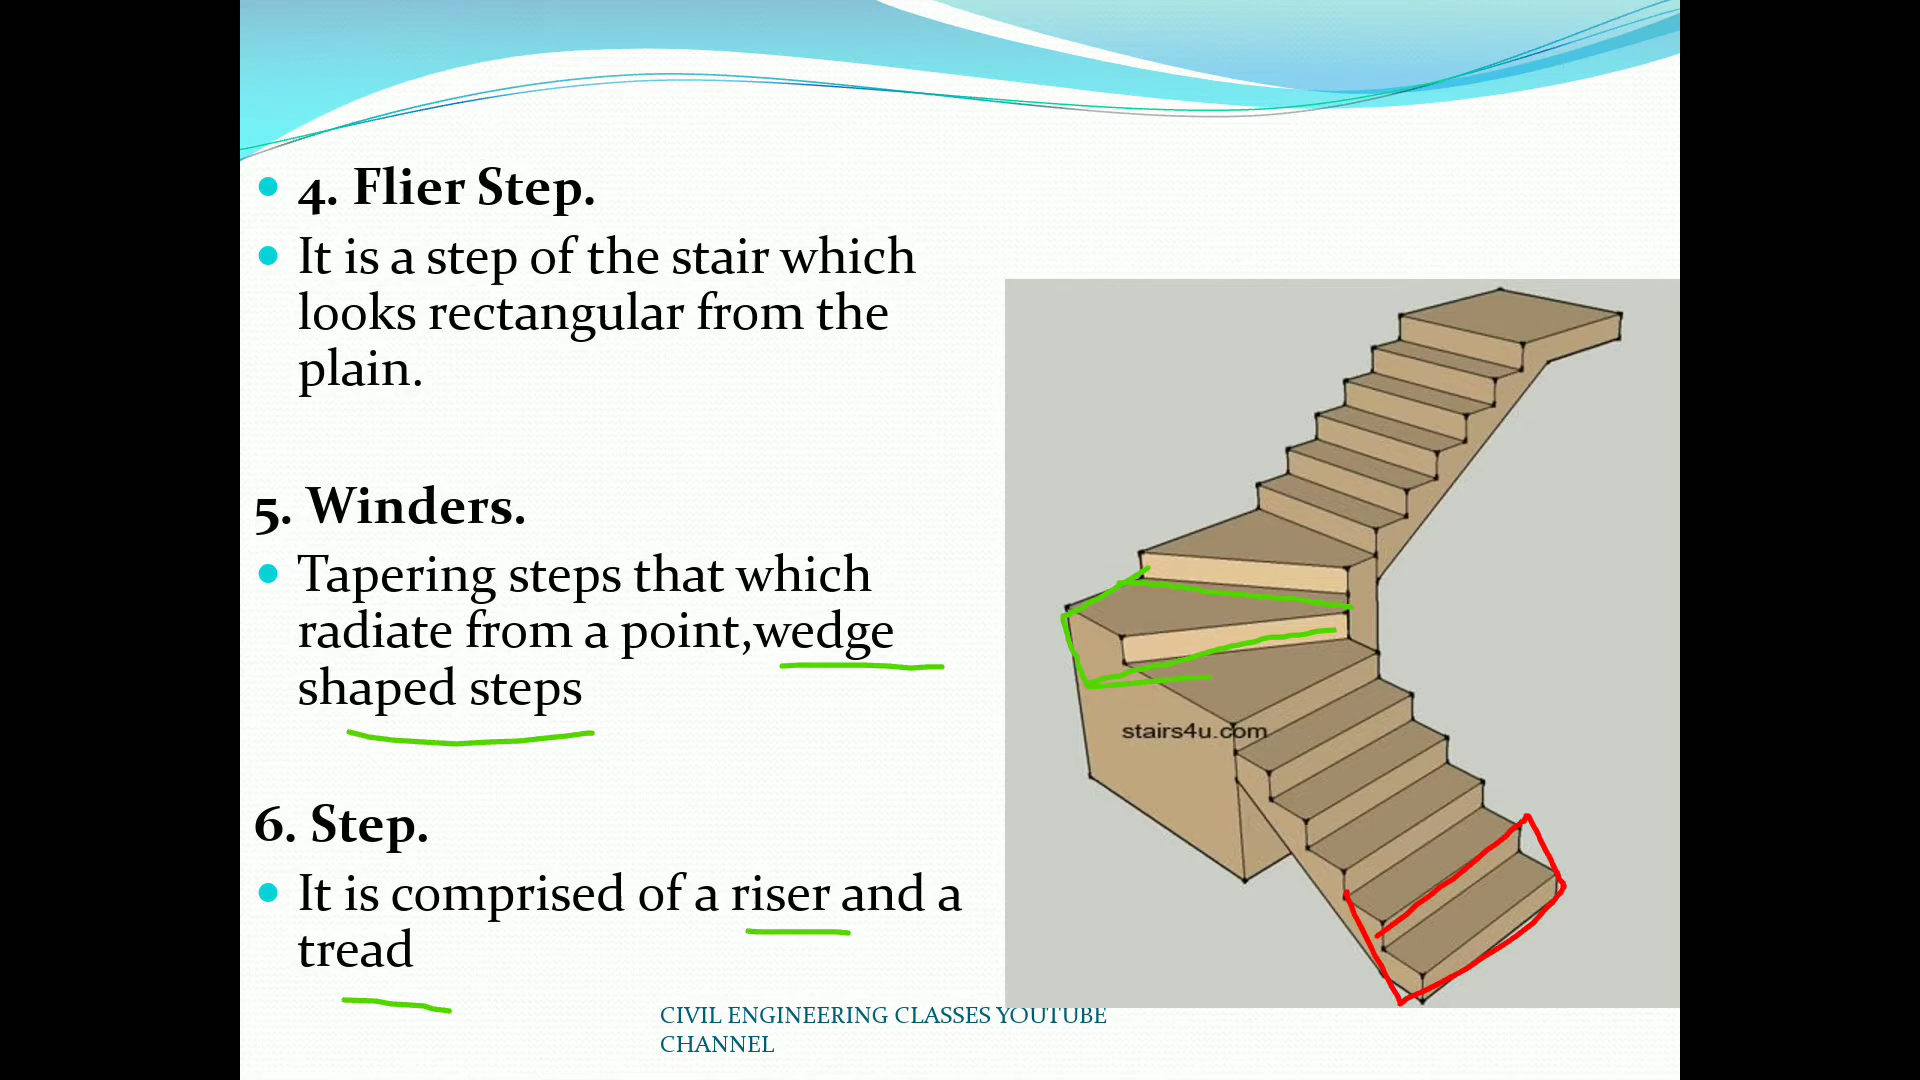 4. Flier Step.
It is a step of the stair which
looks rectangular from the
plain.
5. Winders.
Tapering steps that which
radiate from a point,wedge
shaped steps
6. Step.
It is comprised of a riser and a
tread
stairs4u.com
CIVIL ENGINEERING CLASSES YOUTUBE
CHANNEL